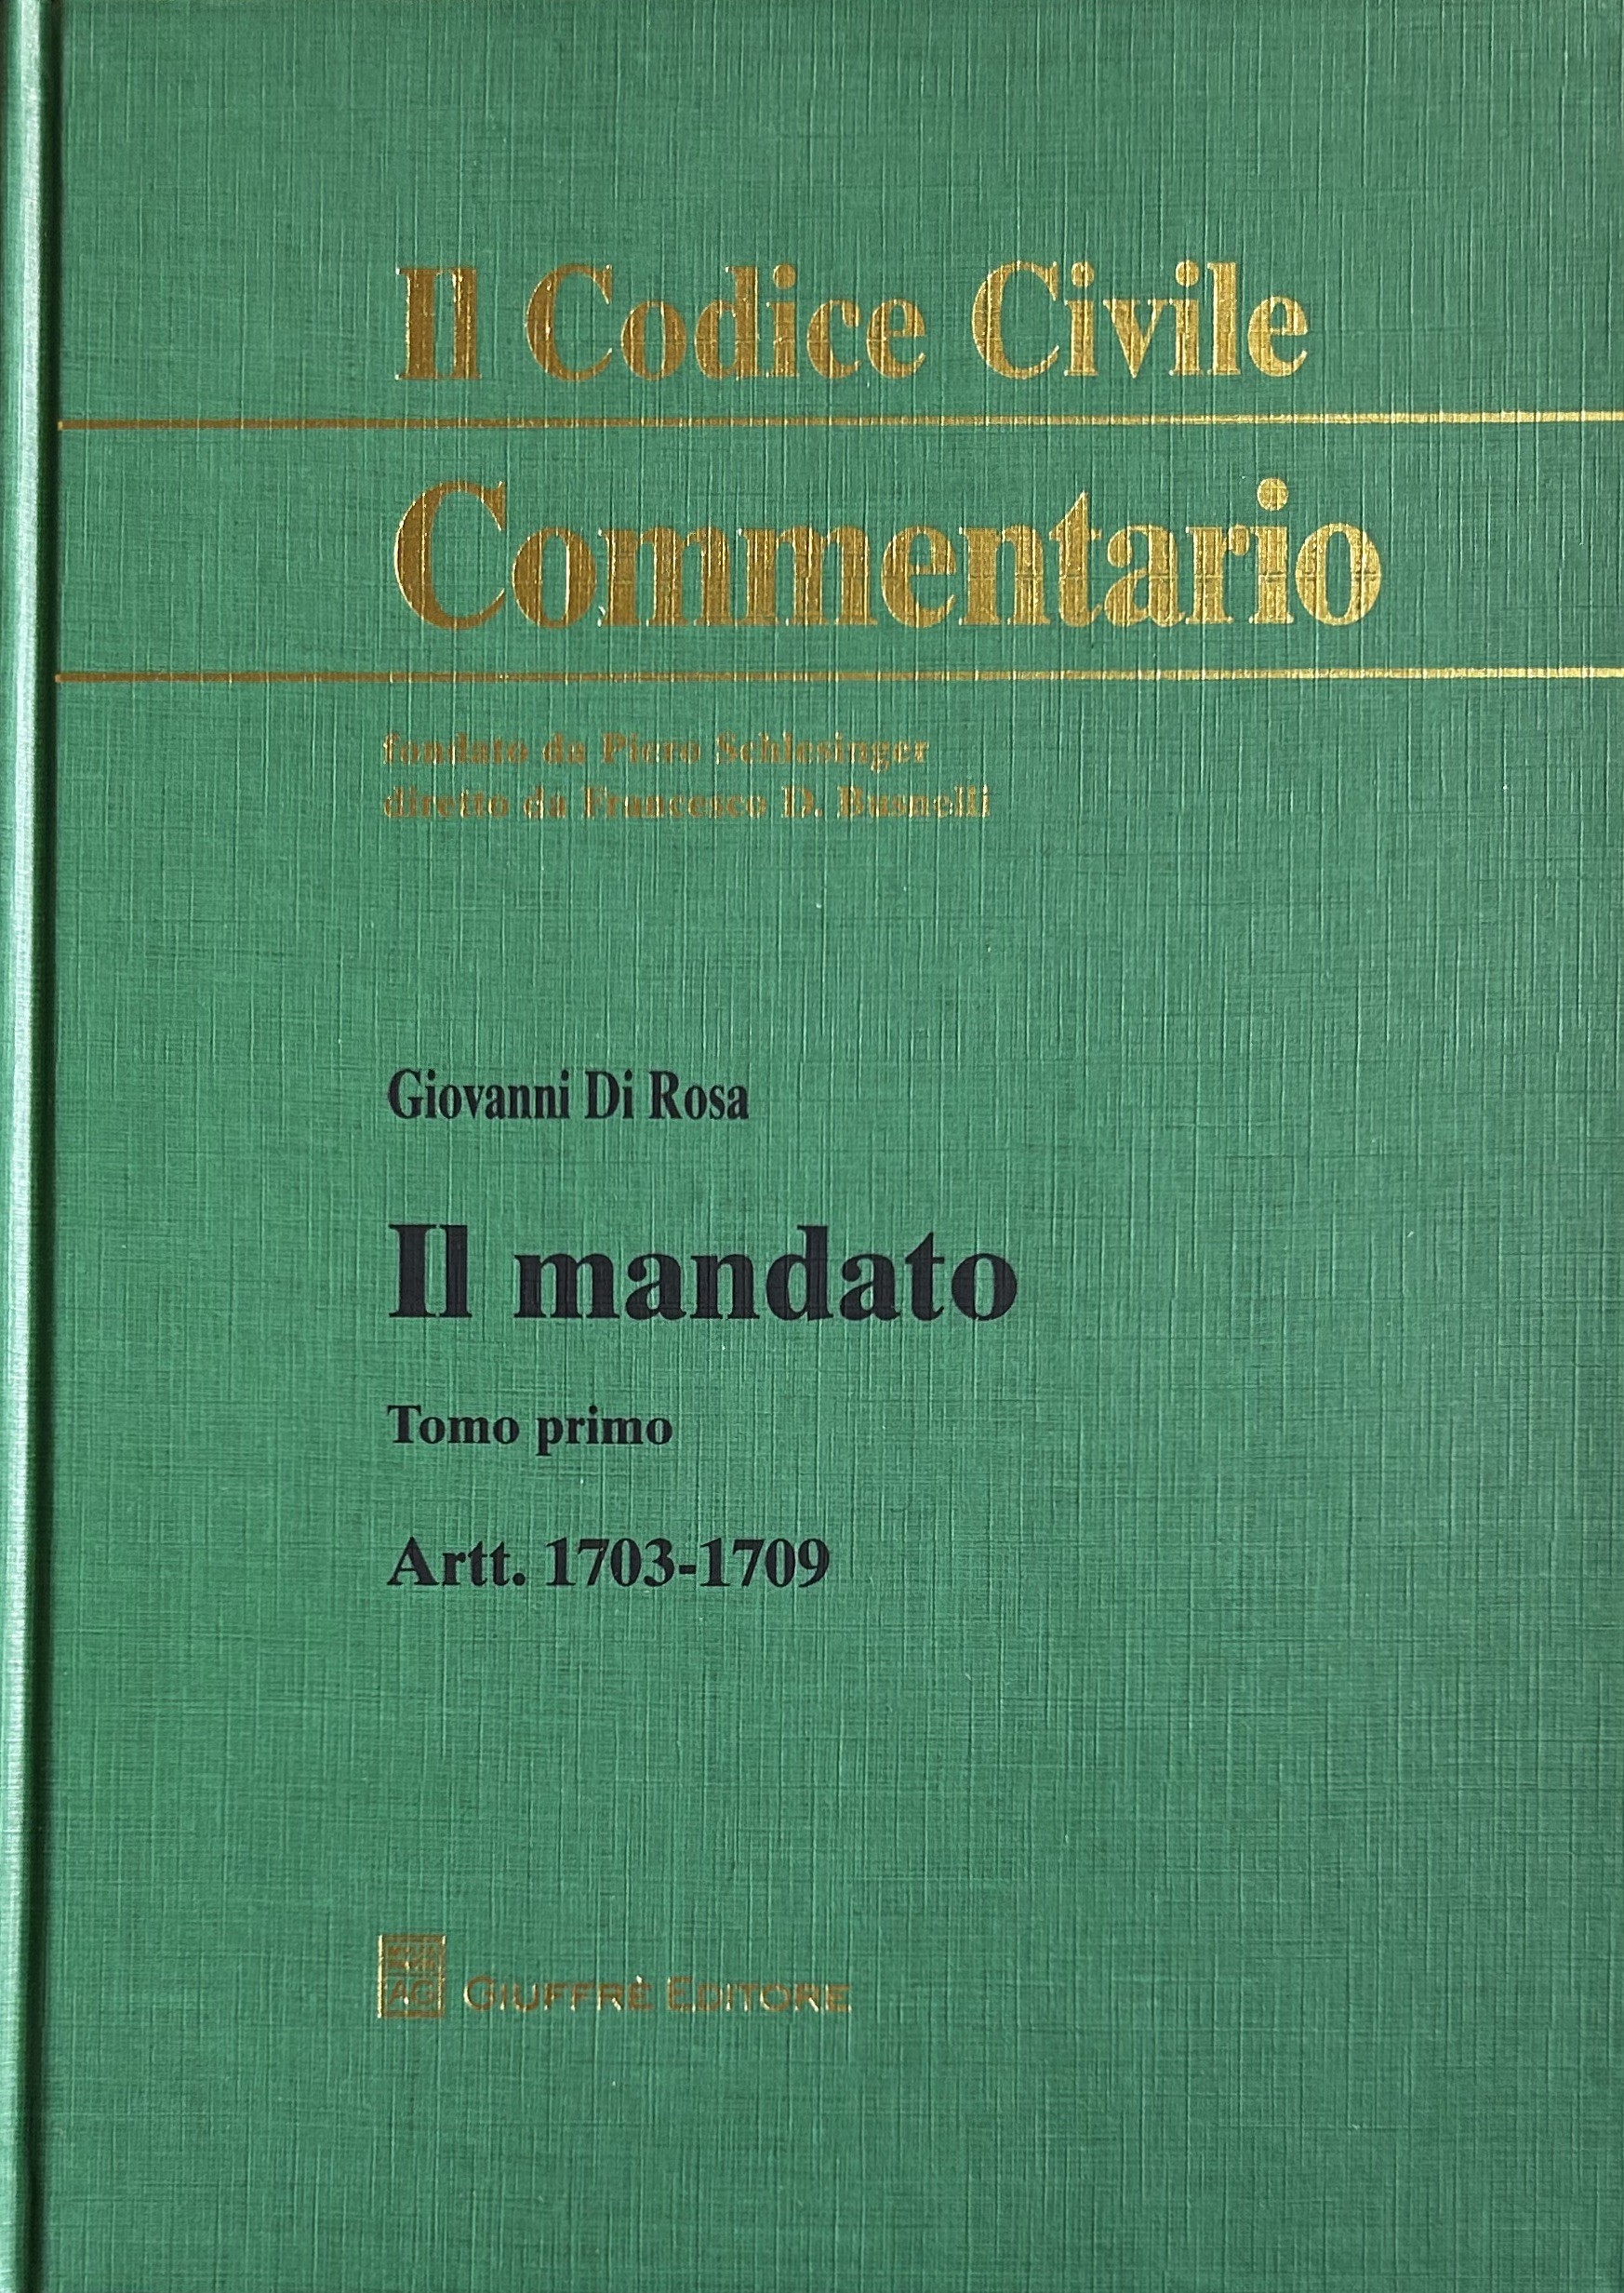 Il Codice Civile
Commentario
fondato da Piero Schlesinger
diretto da Francesco D. Busnelli
Giovanni Di Rosa
Il mandato
Tomo primo
Artt. 1703-1709
AG
GIUFFRÈ EDITORE